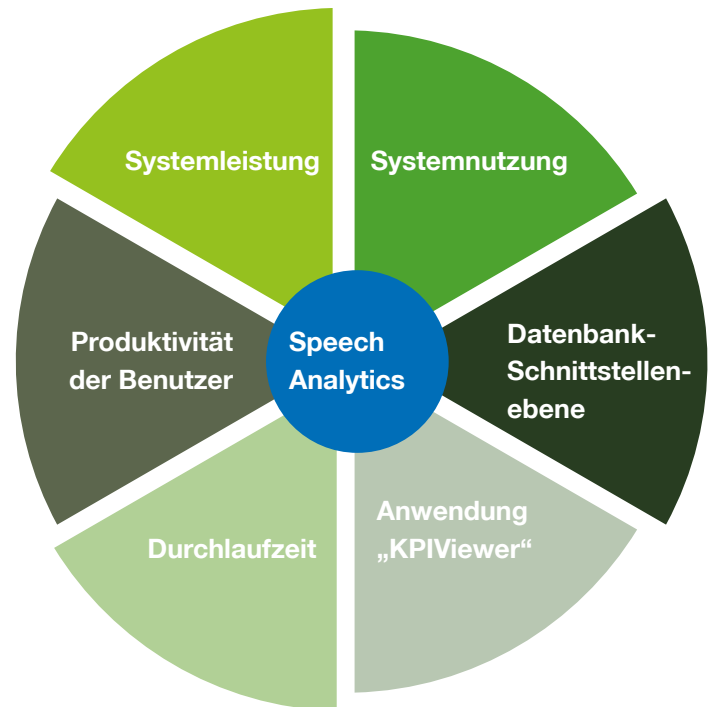 Systemleistung
Systemnutzung
Produktivität
der Benutzer
Speech
Analytics
Datenbank-
Schnittstellen-
ebene
Durchlaufzeit
Anwendung
„KPIViewer“